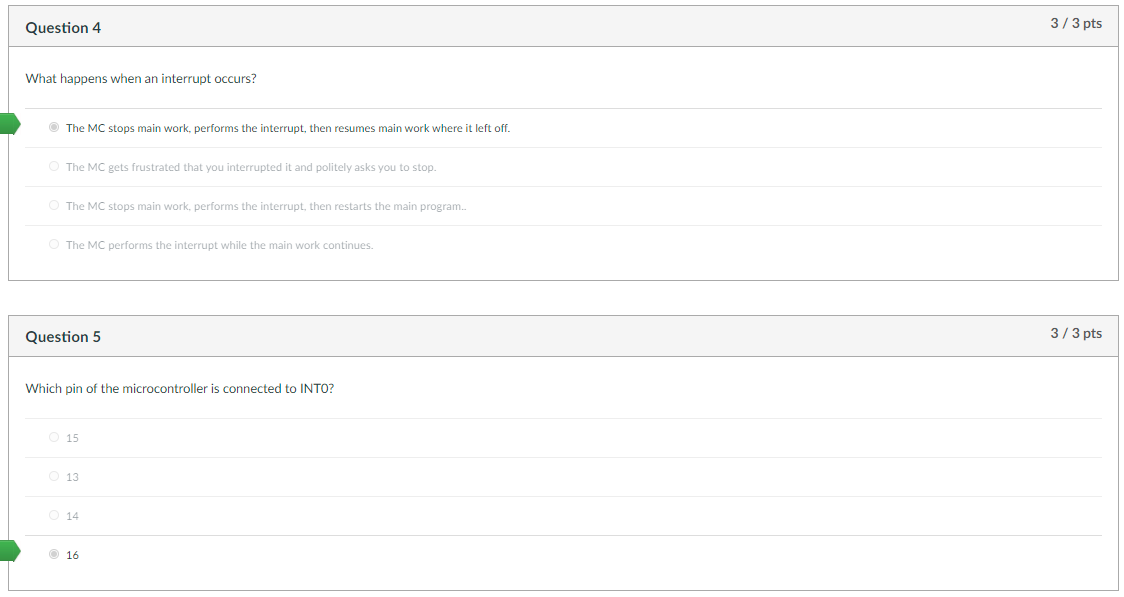 Question 4
3 / 3 pts
What happens when an interrupt occurs?
The MC stops main work, performs the interrupt, then resumes main work where it left off.
The MC gets frustrated that you interrupted it and politely asks you to stop.
The MC stops main work, performs the interrupt, then restarts the main program..
The MC performs the interrupt while the main work continues.
Question 5
3 / 3 pts
Which pin of the microcontroller is connected to INT0?
15
13
14
16